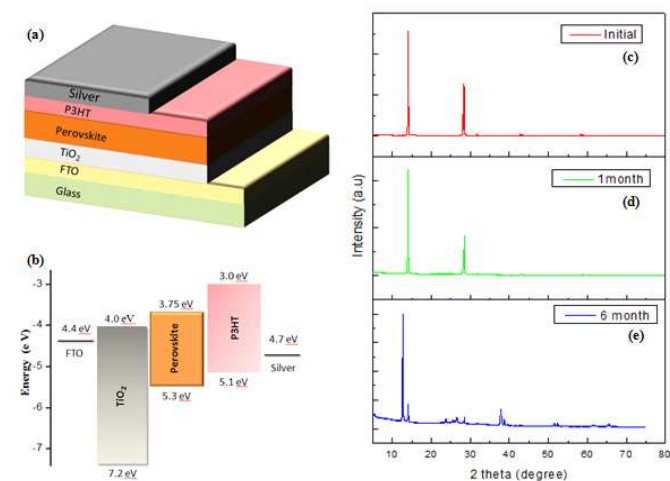 (a)
Silver
P3HT
Perovskite
TiO₂
FTO
Glass
(b)
Energy (e V)
-3
-4
-5
-6
-7
4.4 eV
FTO
4.0 eV
TiO₂
7.2 eV
3.75 eV
Perovskite
5.3 eV
3.0 eV
P3HT
5.1 eV
4.7 eV
Silver
Intensity (a.u)
Initial
(c)
1month
(d)
6 month
(e)
10 20 30 40 50 60 70 80
2 theta (degree)